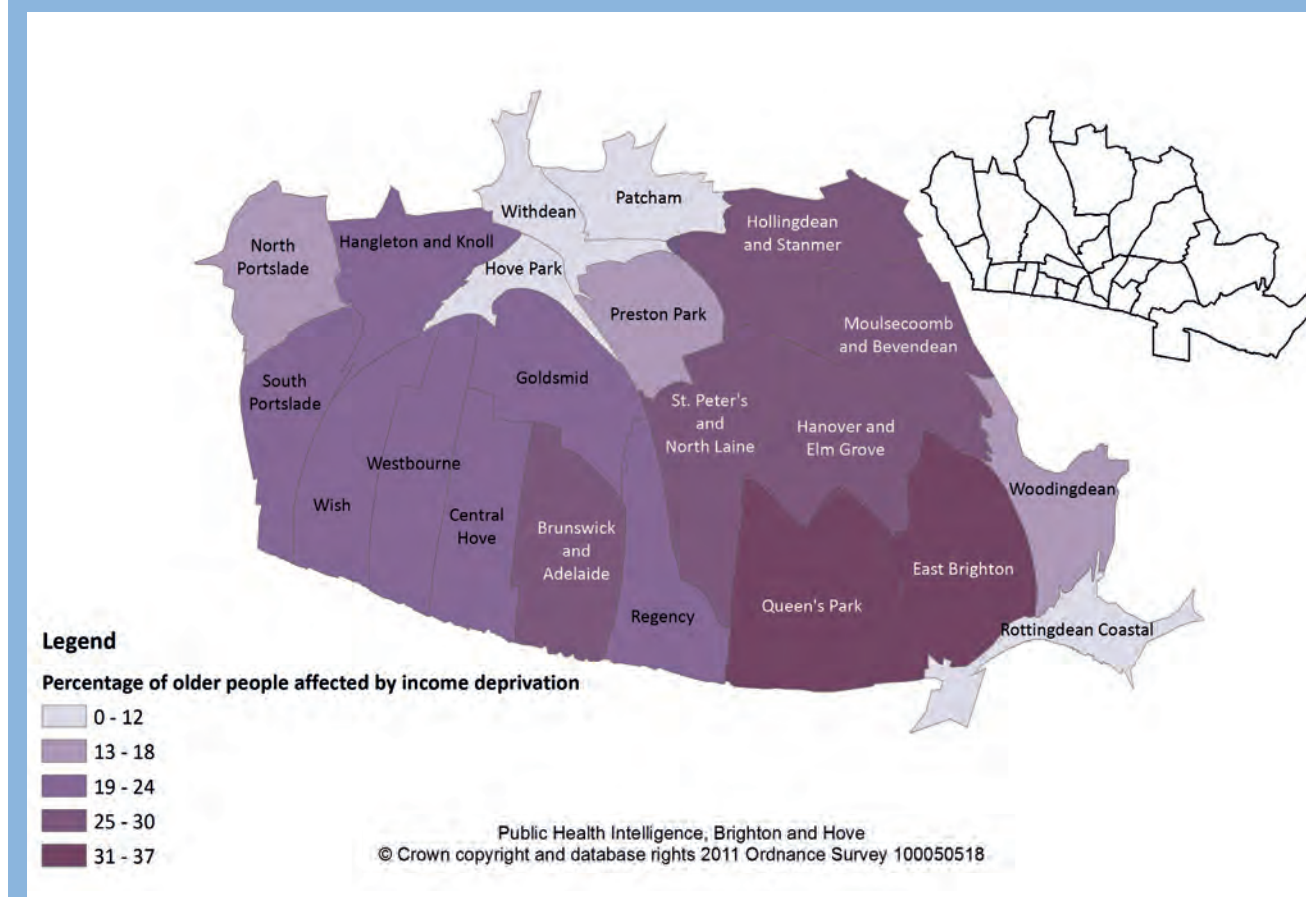 Withdean
Patcham
North
Portslade
Hangleton and Knoll
Hove Park
Hollingdean
and Stanmer
Preston Park
Moulsecoomb
and Bevendean
South
Portslade
Goldsmid
St. Peter's
and
North Laine
Hanover and
Elm Grove
Westbourne
Wish
Central
Hove
Brunswick
and
Adelaide
Woodingdean
East Brighton
Regency
Queen's Park
Rottingdean Coastal
Legend
Percentage of older people affected by income deprivation
0 - 12
13 - 18
19 - 24
25 - 30
31 - 37
Public Health Intelligence, Brighton and Hove
© Crown copyright and database rights 2011 Ordnance Survey 100050518